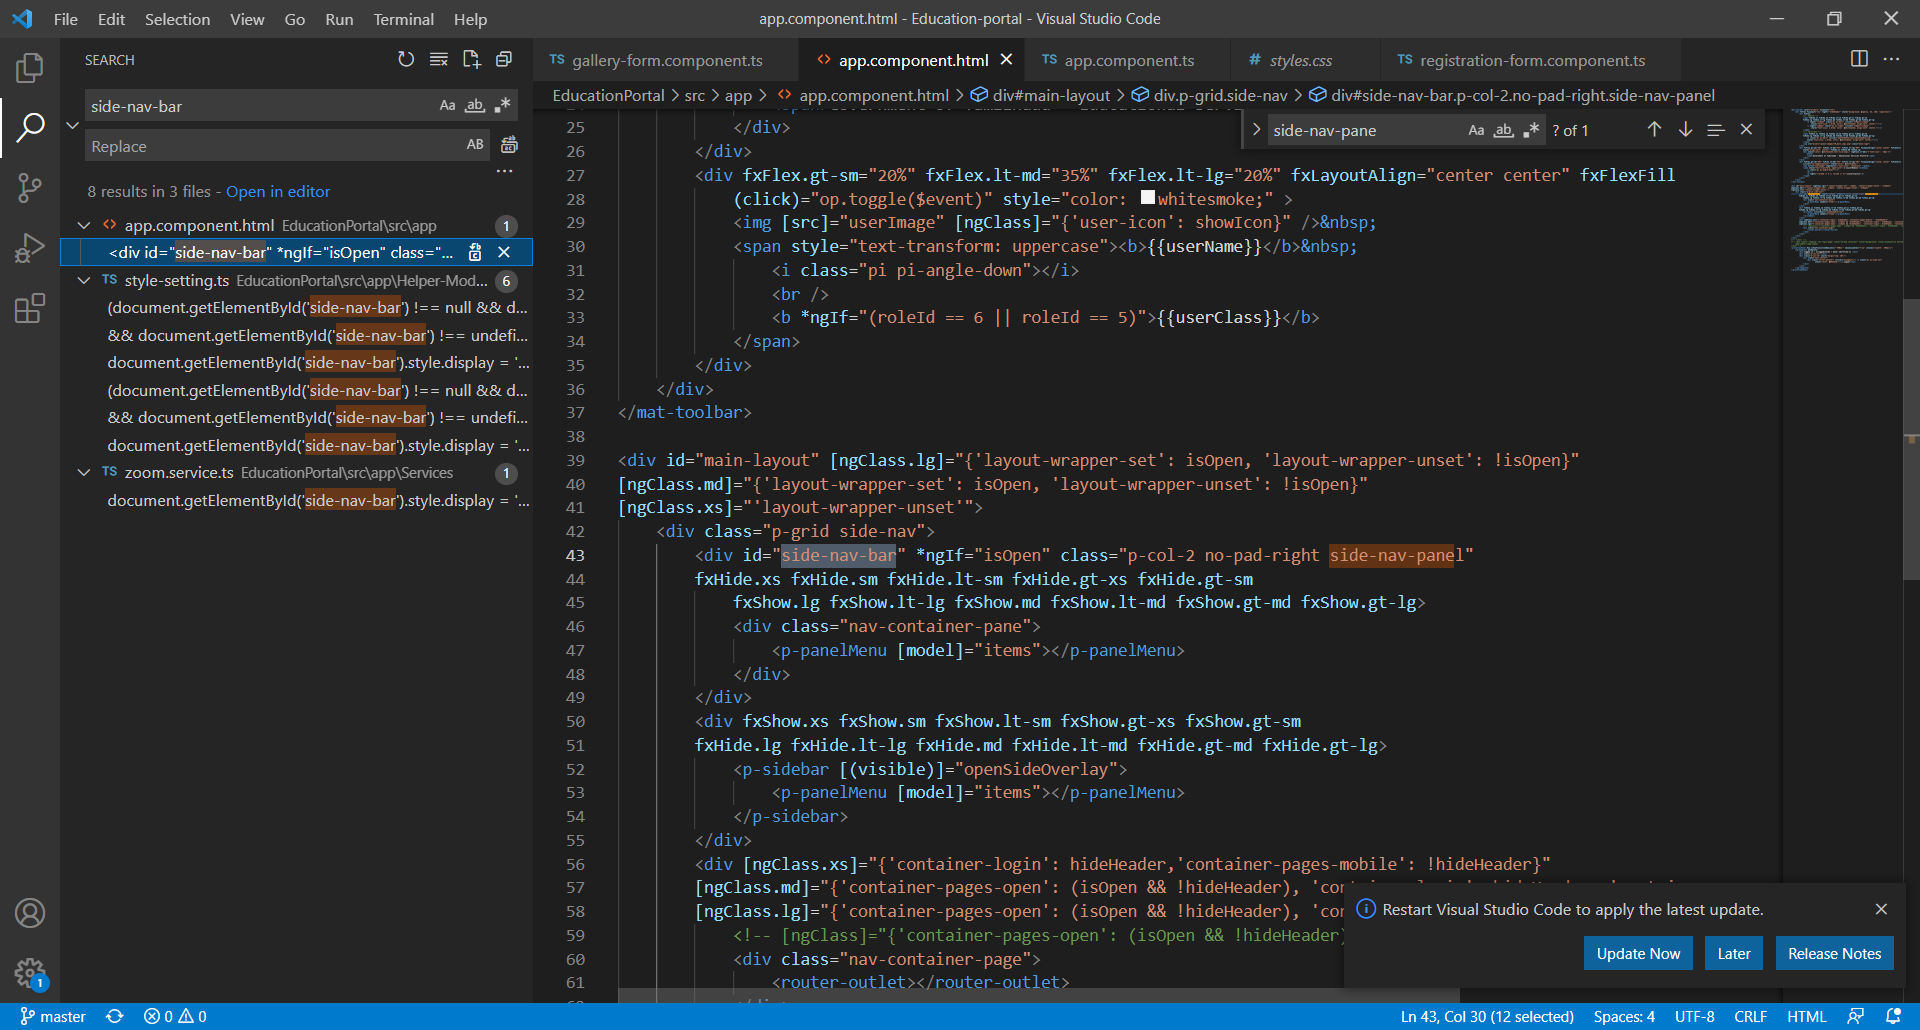 File Edit Selection View Go Run Terminal Help
app.component.html - Education-portal - Visual Studio Code
SEARCH
side-nav-bar
Aa ab
Replace
AB
8 results in 3 files - Open in editor
app.component.html EducationPortal\src\app 1
<div id="side-nav-bar" *ngIf="isOpen" class="...
TS style-setting.ts EducationPortal\src\app\Helper-Mod... 6
(document.getElementById('side-nav-bar') !== null && d...
&& document.getElementById('side-nav-bar') !== undefi...
document.getElementById('side-nav-bar').style.display = '...
(document.getElementById('side-nav-bar') !== null && d...
&& document.getElementById('side-nav-bar') !== undefi...
document.getElementById('side-nav-bar').style.display = '...
TS zoom.service.ts EducationPortal\src\app\Services 1
document.getElementById('side-nav-bar').style.display = '...
TS gallery-form.component.ts <> app.component.html TS app.component.ts # styles.css TS registration-form.component.ts
EducationPortal > src > app > <> app.component.html > div#main-layout > div.p-grid.side-nav > div#side-nav-bar.p-col-2.no-pad-right.side-nav-panel
side-nav-pane Aa ab ? of 1
25 </div>
26 </div>
27 <div fxFlex.gt-sm="20%" fxFlex.lt-md="35%" fxFlex.lt-lg="20%" fxLayoutAlign="center center" fxFlexFill
28 (click)="op.toggle($event)" style="color: whitesmoke;" >
29 <img [src]="userImage" [ngClass]="{'user-icon': showIcon}" />&nbsp;
30 <span style="text-transform: uppercase"><b>{{userName}}</b>&nbsp;
31 <i class="pi pi-angle-down"></i>
32 <br />
33 <b *ngIf="(roleId == 6 || roleId == 5)">{{userClass}}</b>
34 </span>
35 </div>
36 </div>
37 </mat-toolbar>
38
39 <div id="main-layout" [ngClass.lg]="{'layout-wrapper-set': isOpen, 'layout-wrapper-unset': !isOpen}"
40 [ngClass.md]="{'layout-wrapper-set': isOpen, 'layout-wrapper-unset': !isOpen}"
41 [ngClass.xs]="'layout-wrapper-unset'">
42 <div class="p-grid side-nav">
43 <div id="side-nav-bar" *ngIf="isOpen" class="p-col-2 no-pad-right side-nav-panel"
44 fxHide.xs fxHide.sm fxHide.lt-sm fxHide.gt-xs fxHide.gt-sm
45 fxShow.lg fxShow.lt-lg fxShow.md fxShow.lt-md fxShow.gt-md fxShow.gt-lg>
46 <div class="nav-container-pane">
47 <p-panelMenu [model]="items"></p-panelMenu>
48 </div>
49 </div>
50 <div fxShow.xs fxShow.sm fxShow.lt-sm fxShow.gt-xs fxShow.gt-sm
51 fxHide.lg fxHide.lt-lg fxHide.md fxHide.lt-md fxHide.gt-md fxHide.gt-lg>
52 <p-sidebar [(visible)]="openSideOverlay">
53 <p-panelMenu [model]="items"></p-panelMenu>
54 </p-sidebar>
55 </div>
56 <div [ngClass.xs]="{'container-login': hideHeader,'container-pages-mobile': !hideHeader}"
57 [ngClass.md]="{'container-pages-open': (isOpen && !hideHeader),
58 [ngClass.lg]="{'container-pages-open': (isOpen && !hideHeader), 'co
59 <!-- [ngClass]="{'container-pages-open': (isOpen && !hideHeader)
60 <div class="nav-container-page">
61 <router-outlet></router-outlet>
Restart Visual Studio Code to apply the latest update.
Update Now Later Release Notes
1
master 0 0
Ln 43, Col 30 (12 selected) Spaces: 4 UTF-8 CRLF HTML